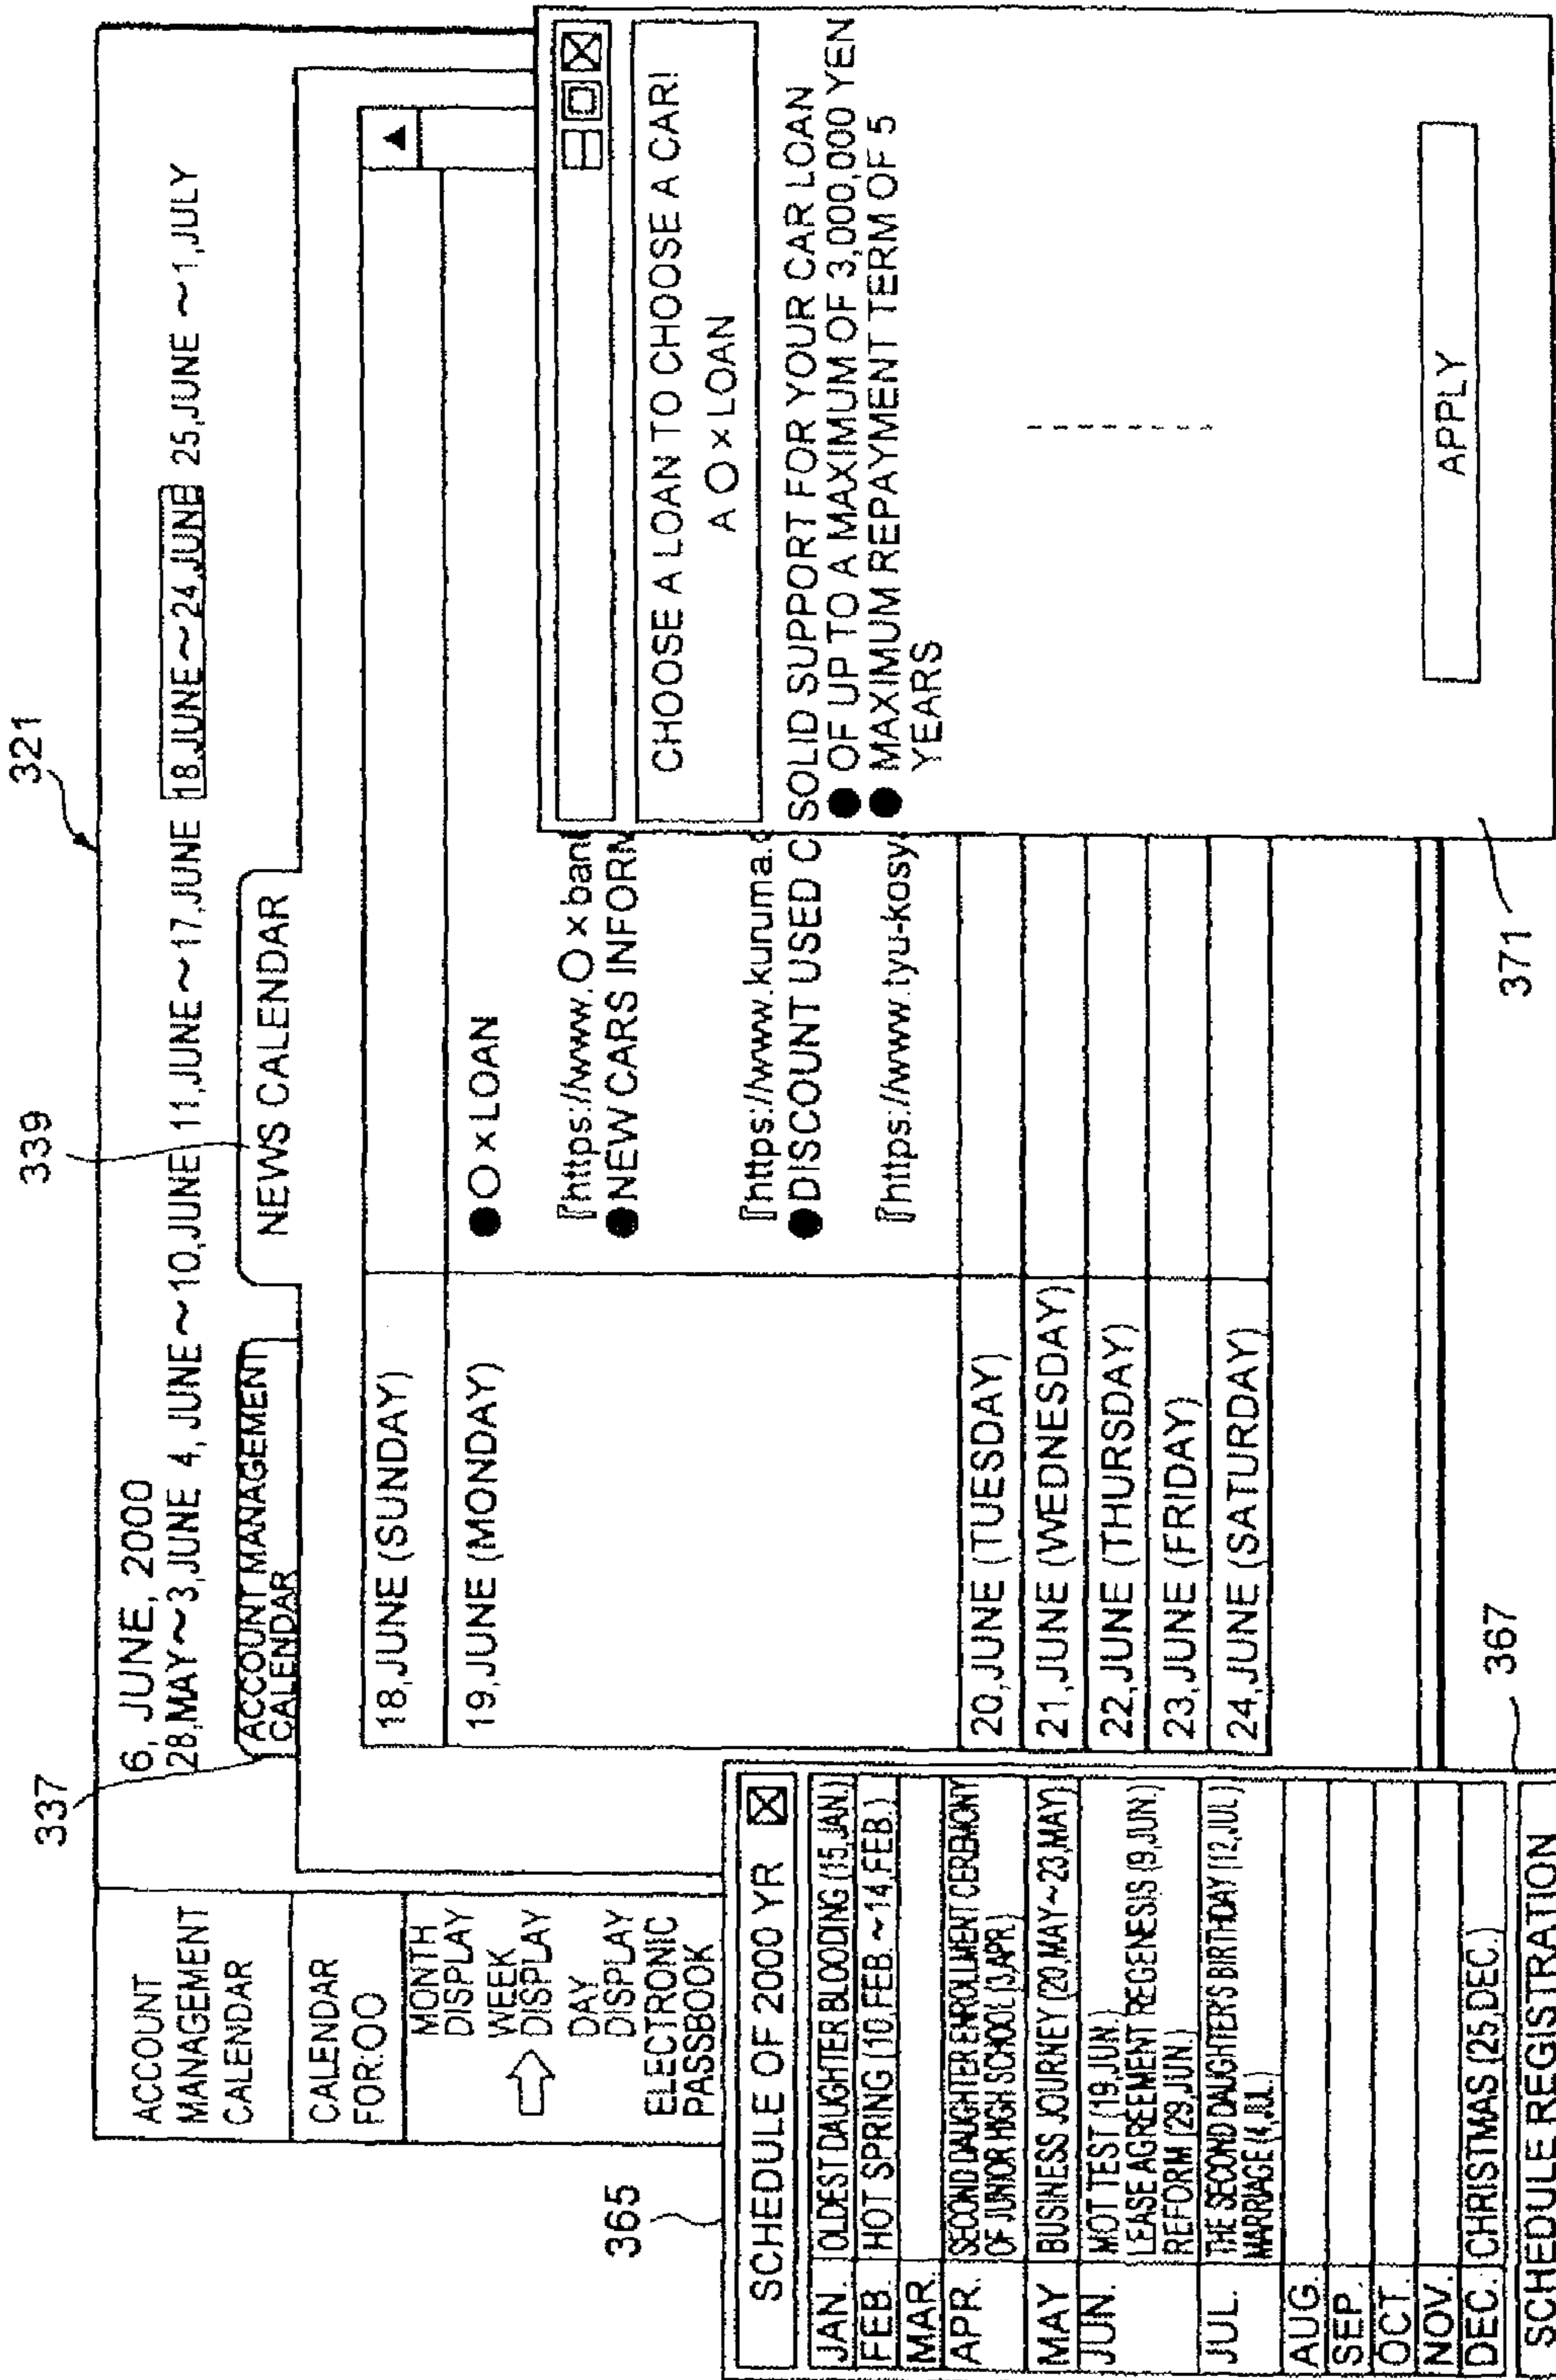 321
339
337
6, JUNE, 2000
28,MAY~3,JUNE 4, JUNE~10,JUNE 11,JUNE~17,JUNE 18,JUNE~24,JUNE 25,JUNE ~1,JULY
ACCOUNT MANAGEMENT
CALENDAR
NEWS CALENDAR
ACCOUNT
MANAGEMENT
CALENDAR
CALENDAR
FOR:OO
MONTH
DISPLAY
WEEK
DISPLAY
DAY
DISPLAY
ELECTRONIC
PASSBOOK
18,JUNE (SUNDAY)
19,JUNE (MONDAY)
●O×LOAN
『https://www.O×ban
●NEW CARS INFORM
『https://www.kuruma.
●DISCOUNT USED C
『https://www.tyu-kosy
20,JUNE (TUESDAY)
21,JUNE (WEDNESDAY)
22,JUNE (THURSDAY)
23,JUNE (FRIDAY)
24,JUNE (SATURDAY)
CHOOSE A LOAN TO CHOOSE A CAR!
A O×LOAN
SOLID SUPPORT FOR YOUR CAR LOAN
● OF UP TO A MAXIMUM OF 3,000,000 YEN
● MAXIMUM REPAYMENT TERM OF 5
YEARS
APPLY
371
365
SCHEDULE OF 2000 YR
JAN. OLDEST DAUGHTER BLOODING (15,JAN.)
FEB. HOT SPRING (10,FEB.~14,FEB.)
MAR.
APR. SECOND DAUGHTER ENROLLMENT CEREMONY
OF JUNIOR HIGH SCHOOL (3,APR.)
MAY BUSINESS JOURNEY (20,MAY~23,MAY)
JUN. MOT TEST (19,JUN.)
LEASE AGREEMENT REGENESIS (9,JUN.)
REFORM (29,JUN.)
JUL. THE SECOND DAUGHTER'S BIRTHDAY (12,JUL.)
MARRIAGE (4,JUL.)
AUG.
SEP.
OCT.
NOV.
DEC. CHRISTMAS (25,DEC.)
SCHEDULE REGISTRATION
367